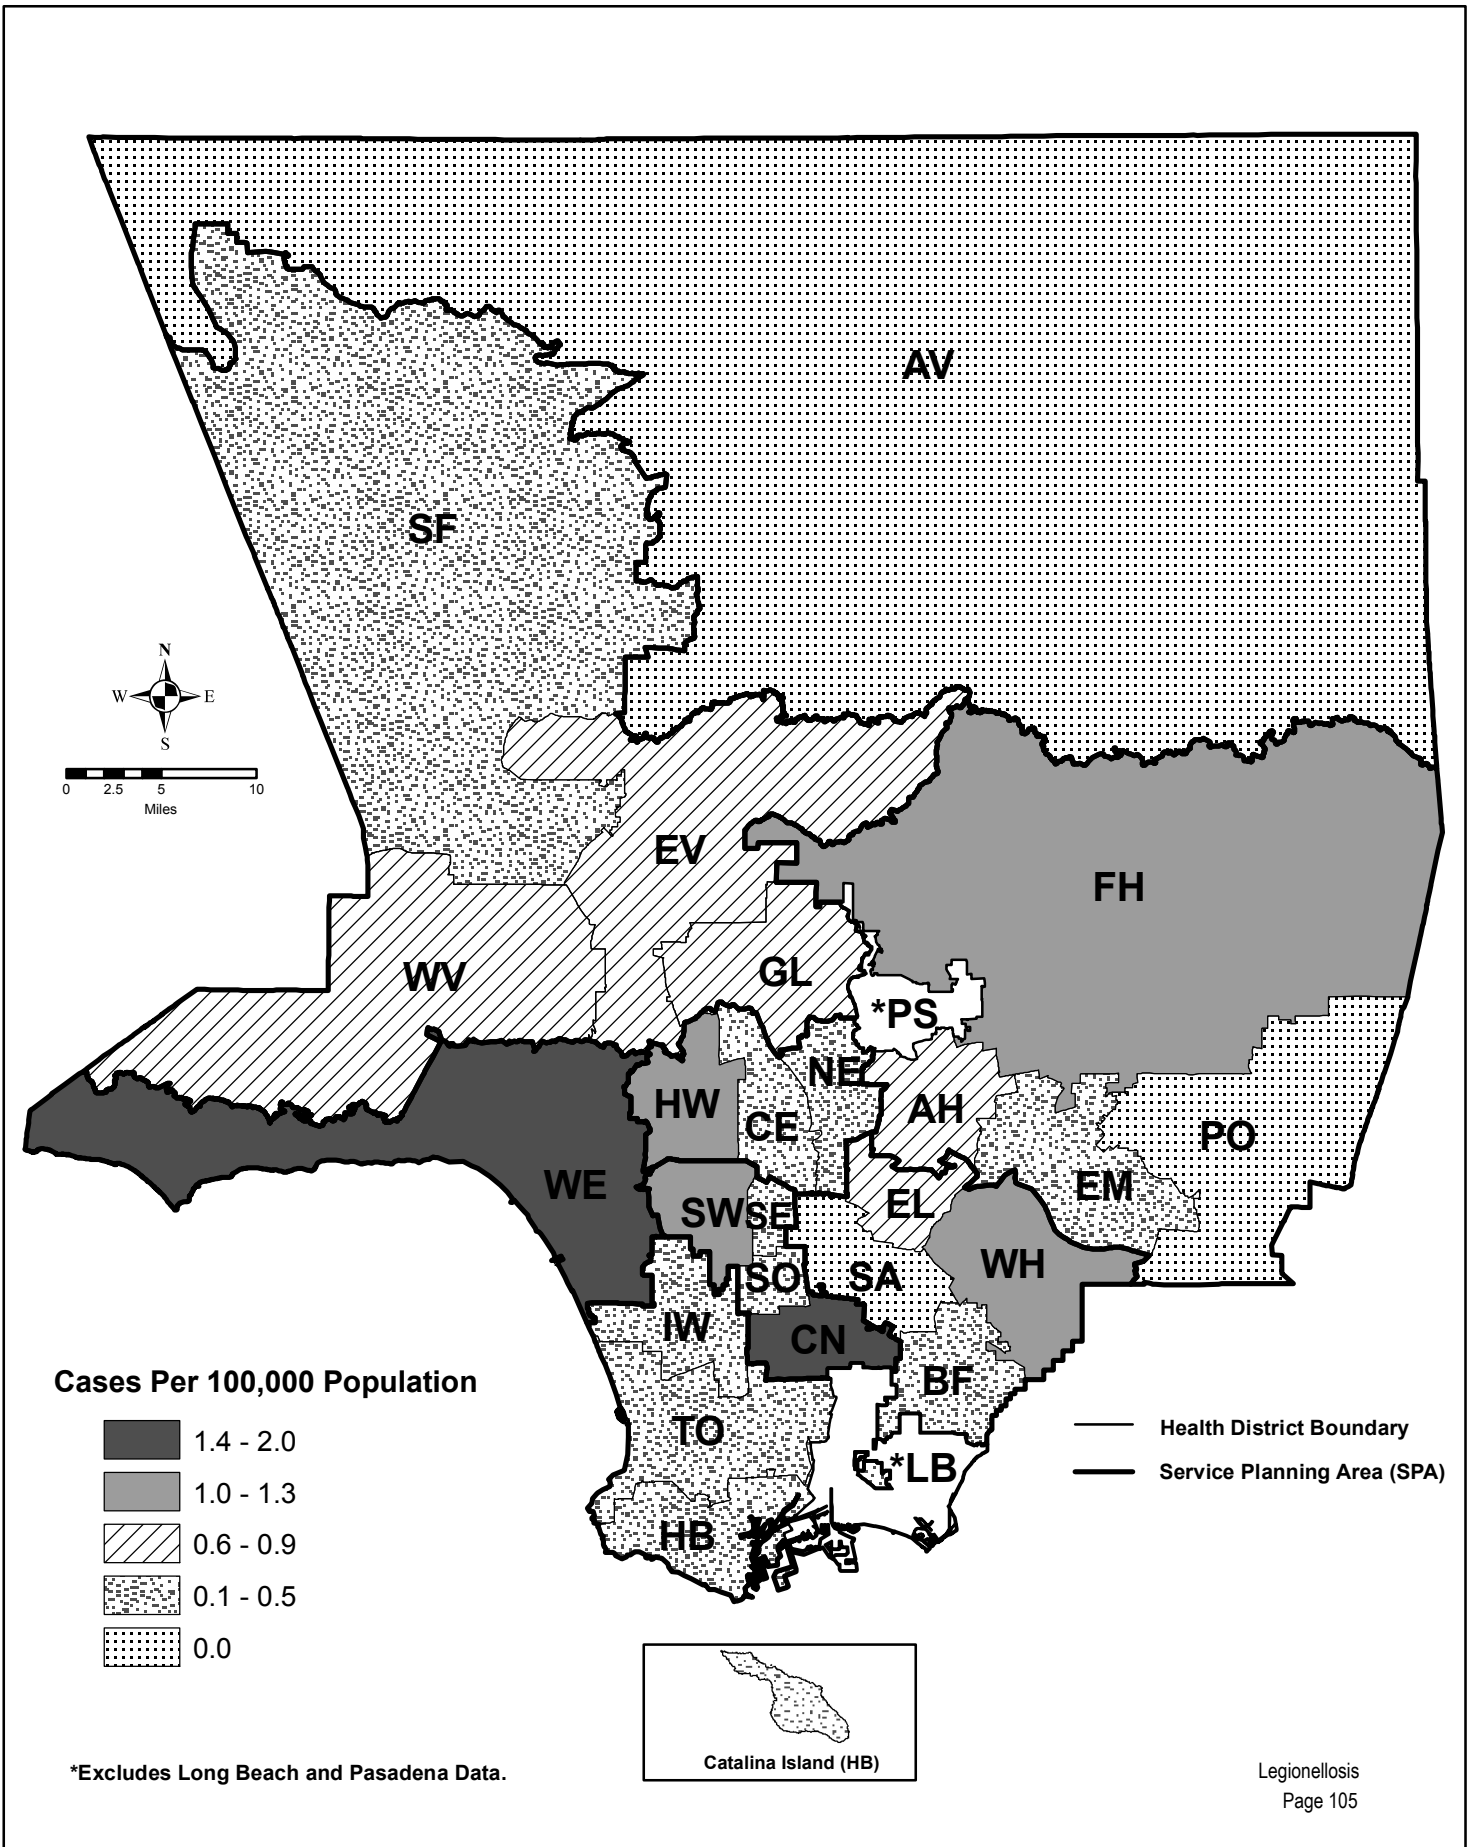 AV
SF
N
W E
S
0 2.5 5 10
Miles
EV
FH
WV
GL
*PS
NE
HW
AH
CE
PO
WE
EM
SW
SE
EL
WH
SO
SA
IW
CN
BF
TO
*LB
HB
Cases Per 100,000 Population
1.4 - 2.0
1.0 - 1.3
0.6 - 0.9
0.1 - 0.5
0.0
Health District Boundary
Service Planning Area (SPA)
Catalina Island (HB)
*Excludes Long Beach and Pasadena Data.
Legionellosis
Page 105